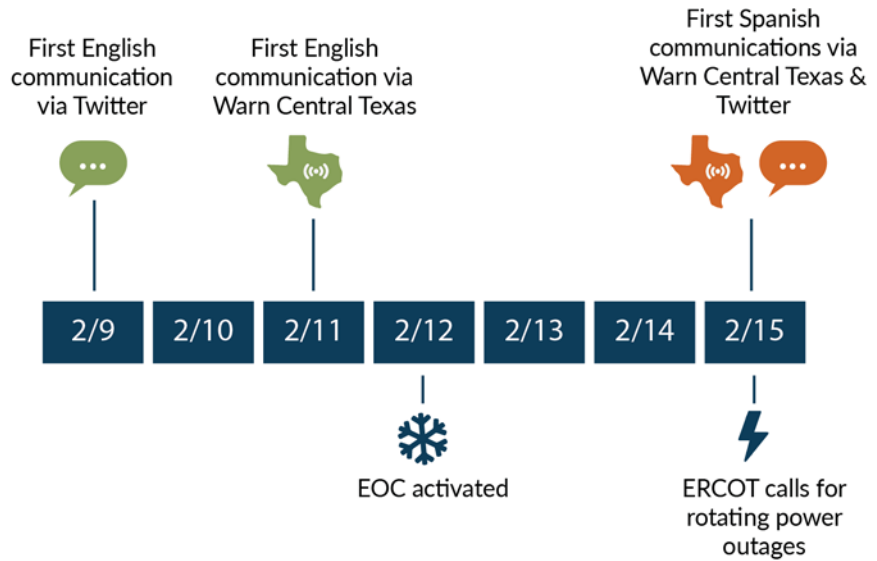 First English
communication
via Twitter
First English
communication via
Warn Central Texas
First Spanish
communications via
Warn Central Texas &
Twitter
2/9
2/10
2/11
2/12
2/13
2/14
2/15
EOC activated
ERCOT calls for
rotating power
outages